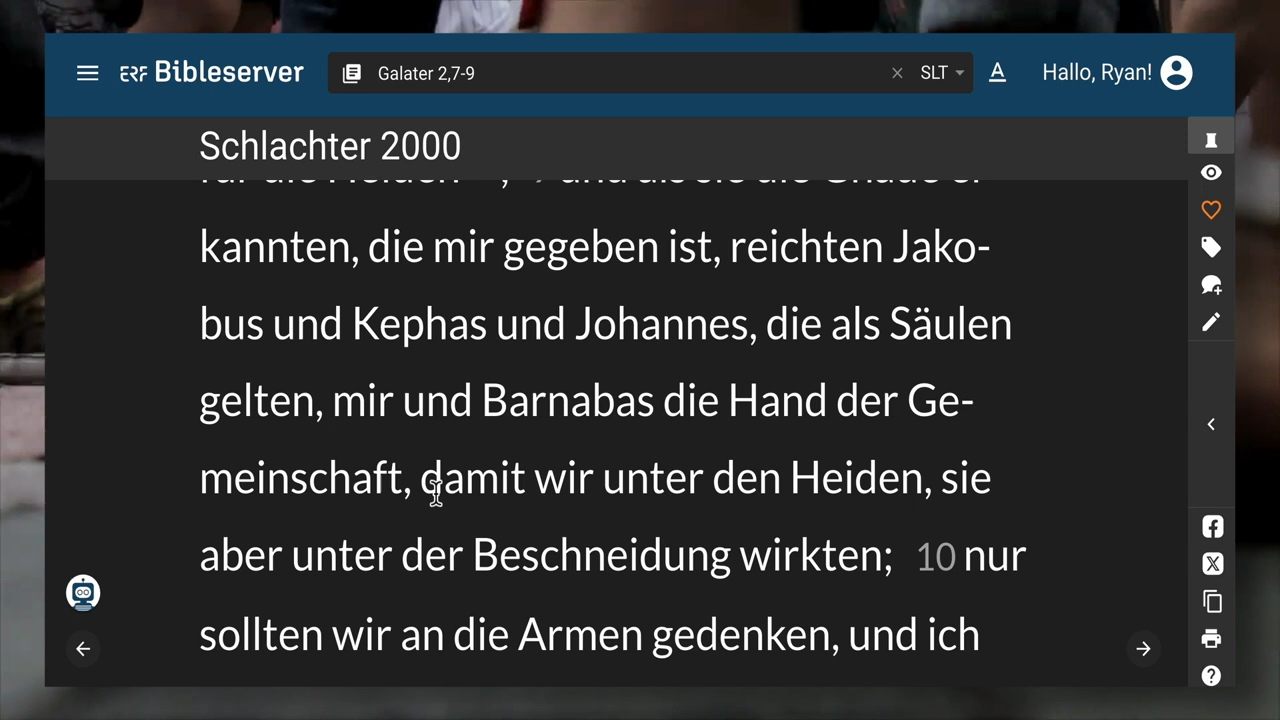 ERF Bibleserver
Galater 2,7-9
SLT
Hallo, Ryan!
Schlachter 2000
kannten, die mir gegeben ist, reichten Jako-
bus und Kephas und Johannes, die als Säulen
gelten, mir und Barnabas die Hand der Ge-
meinschaft, damit wir unter den Heiden, sie
aber unter der Beschneidung wirkten; 10 nur
sollten wir an die Armen gedenken, und ich